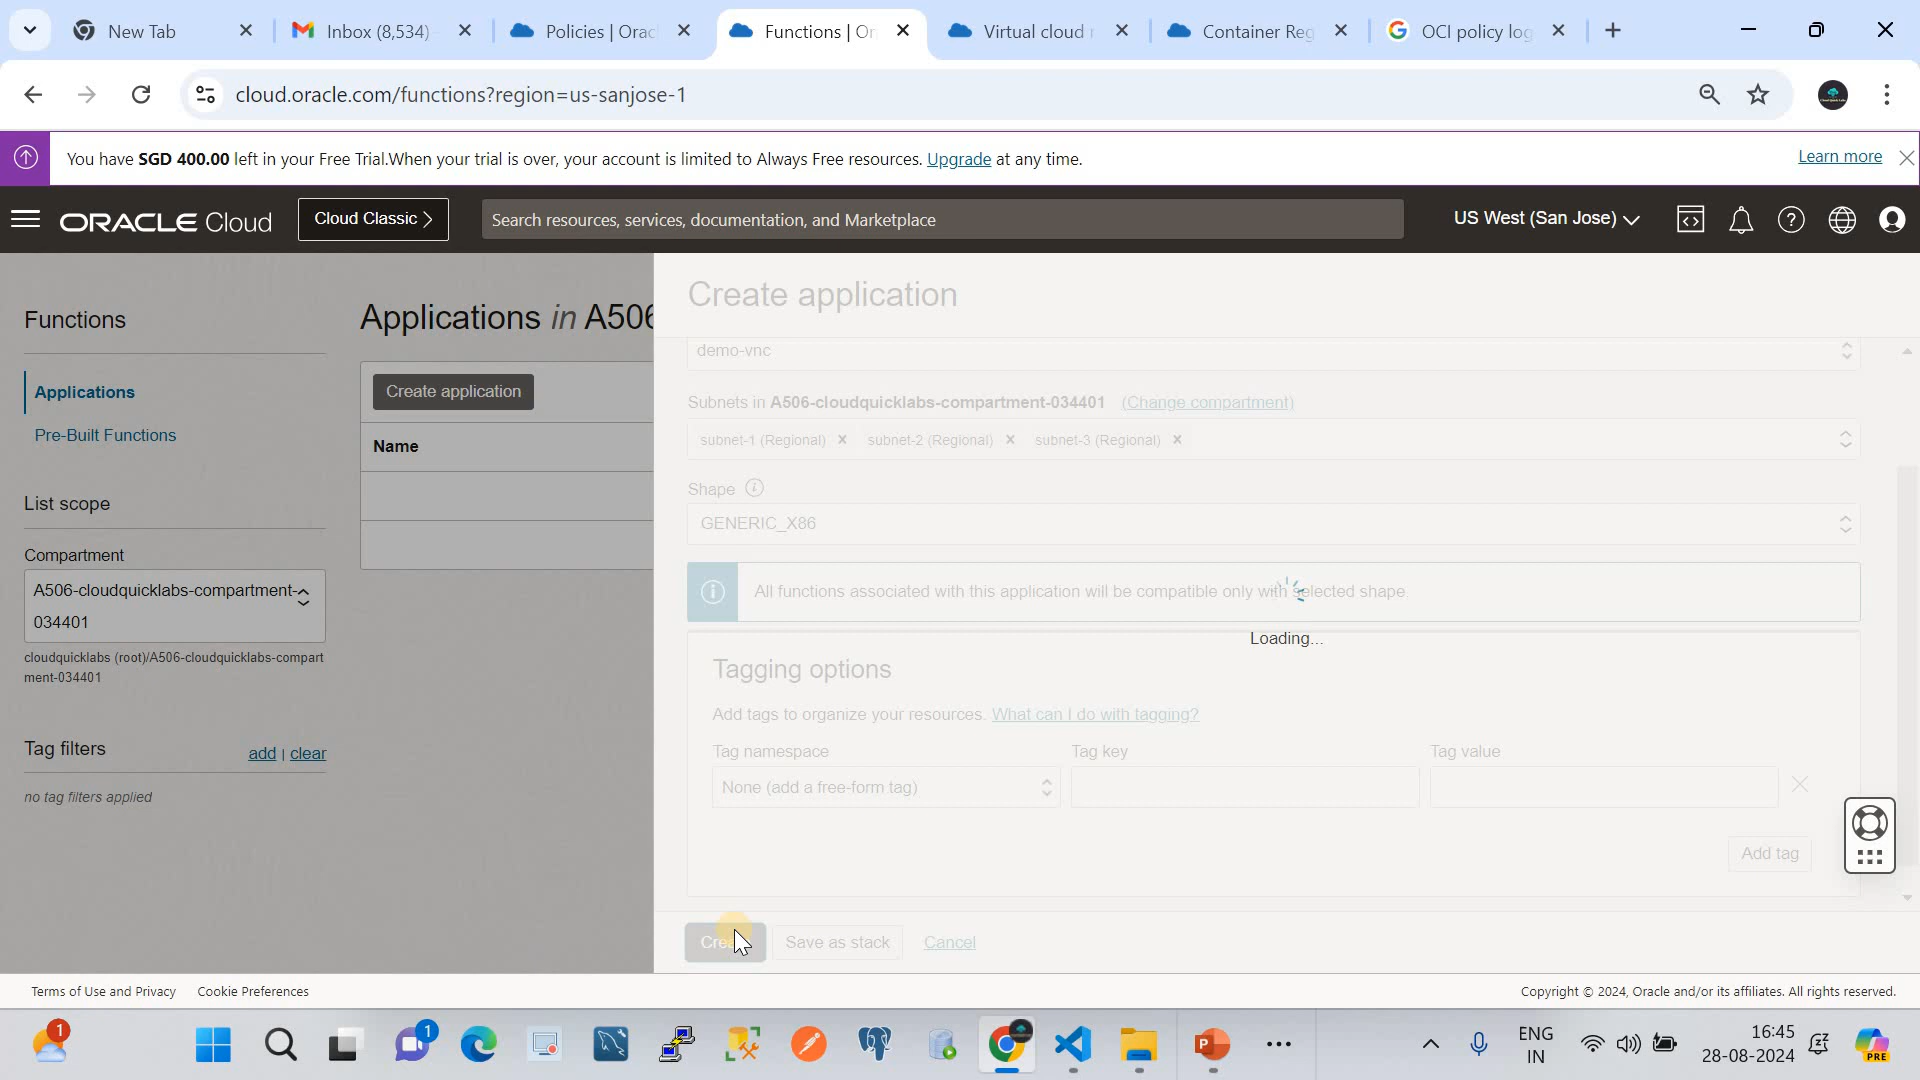 New Tab
Inbox (8,534)
Policies | Orac
Functions | Or
Virtual cloud n
Container Reg
OCI policy log
cloud.oracle.com/functions?region=us-sanjose-1
You have SGD 400.00 left in your Free Trial.When your trial is over, your account is limited to Always Free resources. Upgrade at any time.
Learn more
ORACLE Cloud
Cloud Classic
Search resources, services, documentation, and Marketplace
US West (San Jose)
Functions
Applications
Pre-Built Functions
List scope
Compartment
A506-cloudquicklabs-compartment-
034401
cloudquicklabs (root)/A506-cloudquicklabs-compart
ment-034401
Tag filters
add | clear
no tag filters applied
Applications in A506
Create application
Name
Create application
demo-vnc
Subnets in A506-cloudquicklabs-compartment-034401 (Change compartment)
subnet-1 (Regional)
subnet-2 (Regional)
subnet-3 (Regional)
Shape
GENERIC_X86
All functions associated with this application will be compatible only with selected shape.
Loading...
Tagging options
Add tags to organize your resources. What can I do with tagging?
Tag namespace
Tag key
Tag value
None (add a free-form tag)
Add tag
Save as stack
Cancel
Terms of Use and Privacy
Cookie Preferences
Copyright © 2024, Oracle and/or its affiliates. All rights reserved.
1
1
ENG
IN
16:45
28-08-2024
PRE